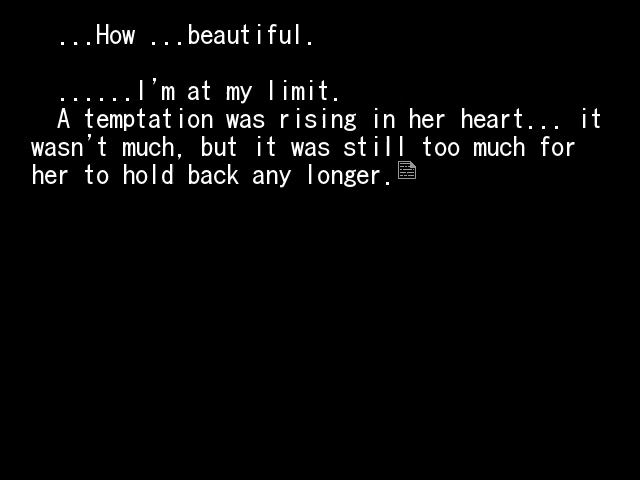 ...How ...beautiful.
......I'm at my limit.
A temptation was rising in her heart... it
wasn't much, but it was still too much for
her to hold back any longer.